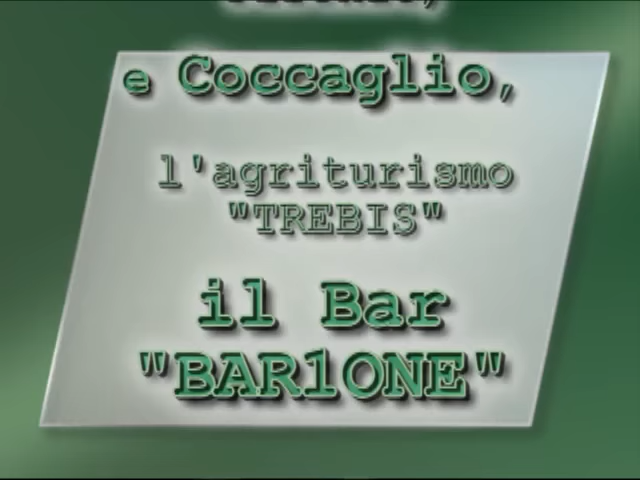 e Coccaglio,
l'agriturismo
"TREBIS"
il Bar
"BAR1ONE"